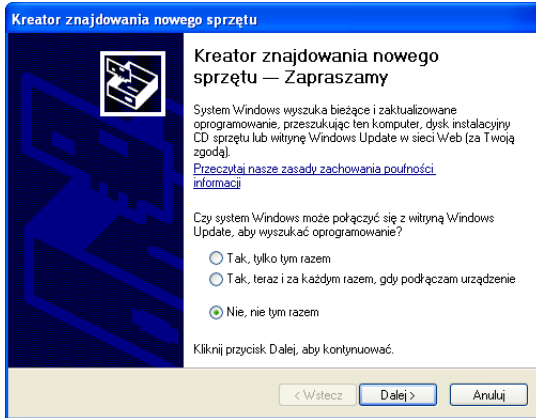 Kreator znajdowania nowego sprzętu
Kreator znajdowania nowego
sprzętu — Zapraszamy
System Windows wyszuka bieżące i zaktualizowane
oprogramowanie, przeszukując ten komputer, dysk instalacyjny
CD sprzętu lub witrynę Windows Update w sieci Web (za Twoją
zgodą).
Przeczytaj nasze zasady zachowania poufności
informacji
Czy system Windows może połączyć się z witryną Windows
Update, aby wyszukać oprogramowanie?
Tak, tylko tym razem
Tak, teraz i za każdym razem, gdy podłączam urządzenie
Nie, nie tym razem
Kliknij przycisk Dalej, aby kontynuować.
< Wstecz Dalej > Anuluj